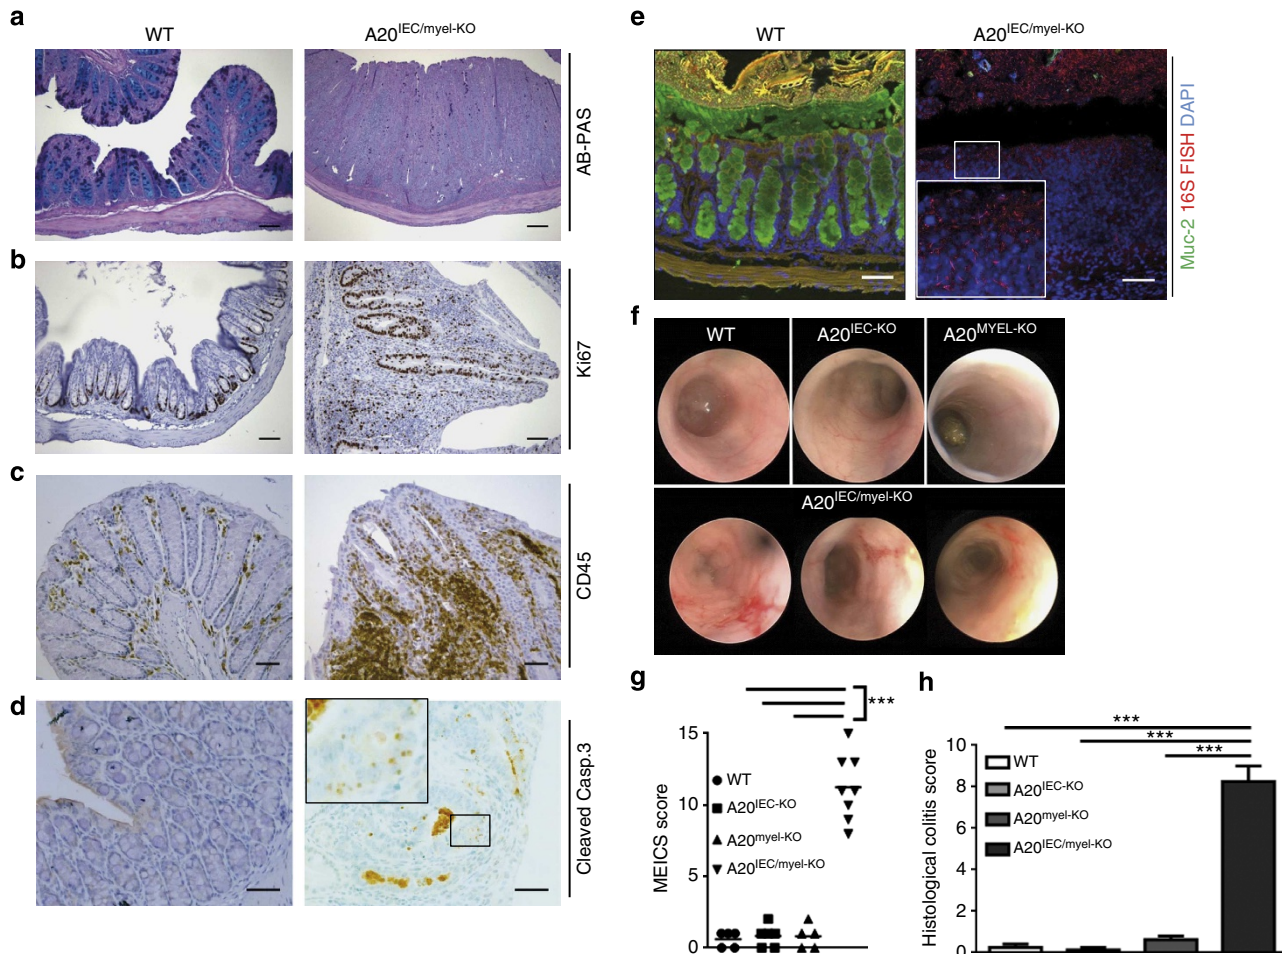 a
WT
A20IEC/myel-KO
AB-PAS
b
Ki67
c
CD45
d
Cleaved Casp.3
e
WT
A20IEC/myel-KO
Muc-2 16S FISH DAPI
f
WT
A20IEC-KO
A20MYEL-KO
A20IEC/myel-KO
g
***
MEICS score
15
10
5
0
WT
A20IEC-KO
A20myel-KO
A20IEC/myel-KO
h
***
***
***
Histological colitis score
10
8
6
4
2
0
WT
A20IEC-KO
A20myel-KO
A20IEC/myel-KO